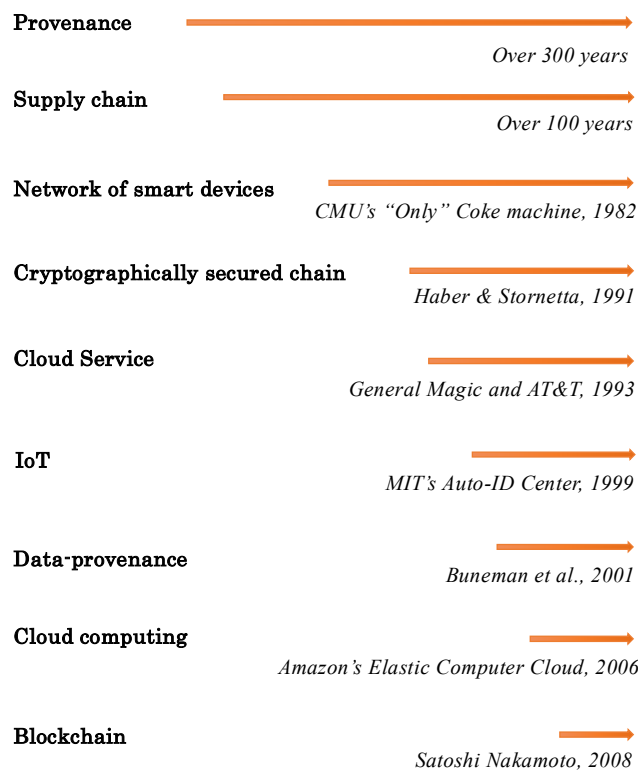 Provenance
Over 300 years
Supply chain
Over 100 years
Network of smart devices
CMU’s “Only” Coke machine, 1982
Cryptographically secured chain
Haber & Stornetta, 1991
Cloud Service
General Magic and AT&T, 1993
IoT
MIT’s Auto-ID Center, 1999
Data-provenance
Buneman et al., 2001
Cloud computing
Amazon’s Elastic Computer Cloud, 2006
Blockchain
Satoshi Nakamoto, 2008